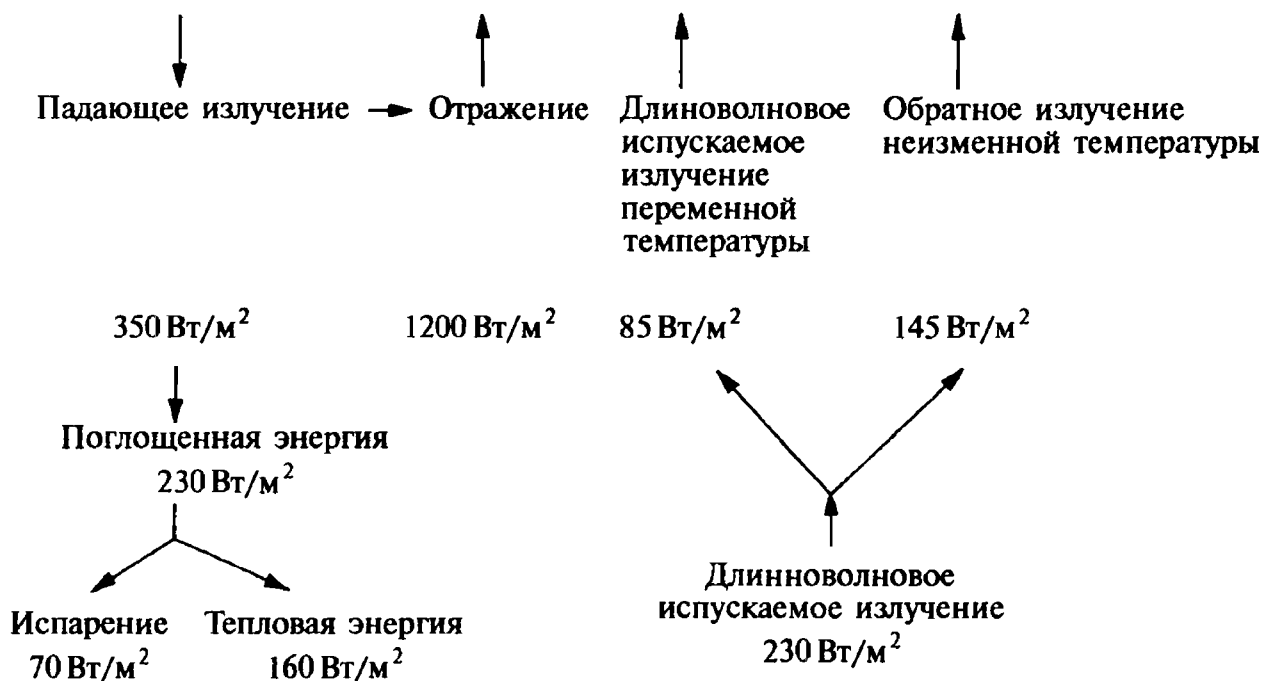 Падающее излучение
Отражение
Длиноволновое
испускаемое
излучение
переменной
температуры
Обратное излучение
неизменной температуры
350 Вт/м²
1200 Вт/м²
85 Вт/м²
145 Вт/м²
Поглощенная энергия
230 Вт/м²
Испарение
70 Вт/м²
Тепловая энергия
160 Вт/м²
Длинноволновое
испускаемое излучение
230 Вт/м²